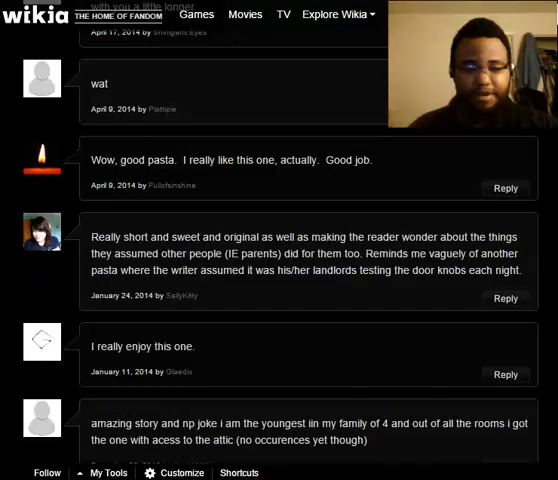 with you a little longer
wikia THE HOME OF FANDOM Games Movies TV Explore Wikia
April 17, 2014 by Shinigami.Eyes
wat
April 9, 2014 by Plattipie
Wow, good pasta. I really like this one, actually. Good job.
April 9, 2014 by Fullofsinshine
Reply
Really short and sweet and original as well as making the reader wonder about the things
they assumed other people (IE parents) did for them too. Reminds me vaguely of another
pasta where the writer assumed it was his/her landlords testing the door knobs each night.
January 24, 2014 by SallyKitty
Reply
I really enjoy this one.
January 11, 2014 by Glaedix
Reply
amazing story and np joke i am the youngest iin my family of 4 and out of all the rooms i got
the one with acess to the attic (no occurences yet though)
Follow My Tools Customize Shortcuts